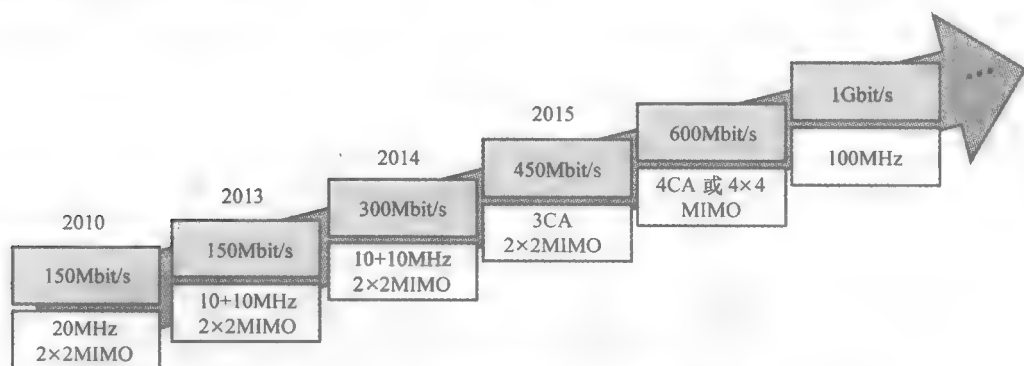 2010
150Mbit/s
20MHz
2×2MIMO
2013
150Mbit/s
10+10MHz
2×2MIMO
2014
300Mbit/s
10+10MHz
2×2MIMO
2015
450Mbit/s
3CA
2×2MIMO
600Mbit/s
4CA 或 4×4
MIMO
1Gbit/s
100MHz
...